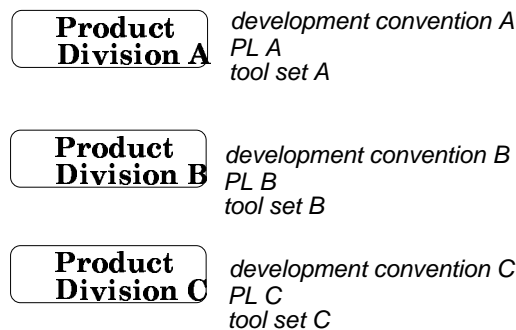 Product
Division A
development convention A
PL A
tool set A
Product
Division B
development convention B
PL B
tool set B
Product
Division C
development convention C
PL C
tool set C